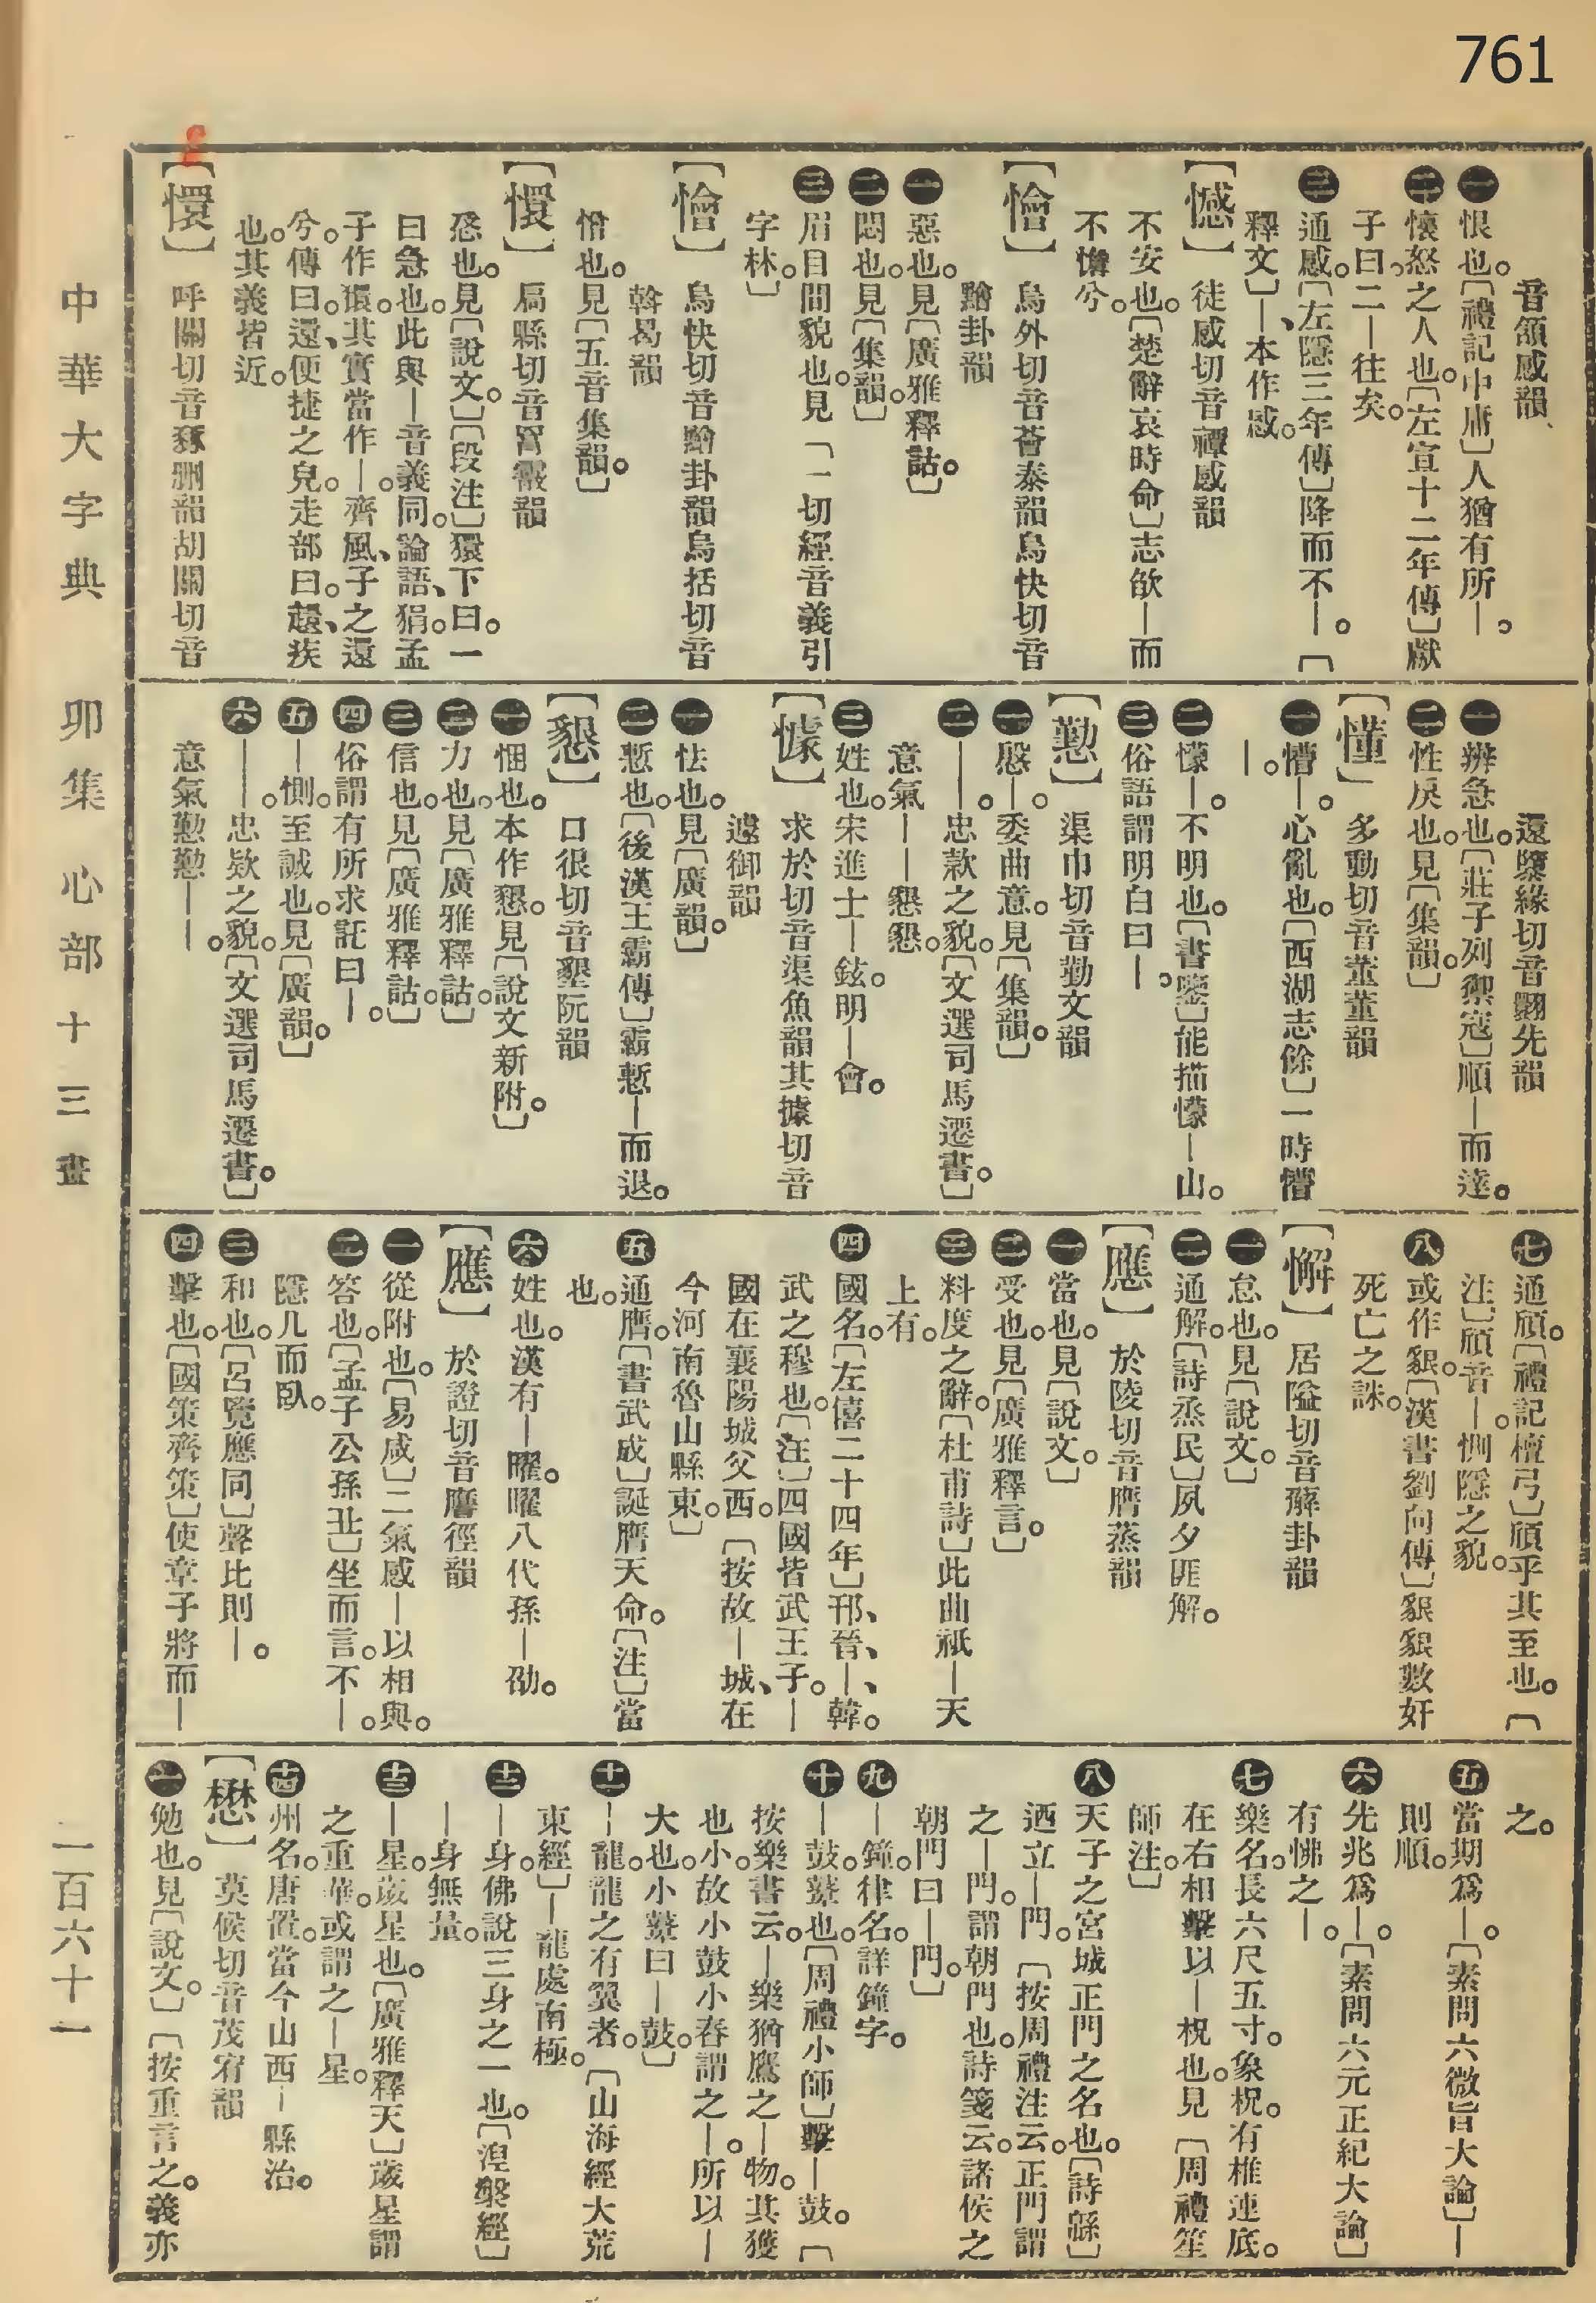 761
音頷感韻
㊀恨也。〔禮記中庸〕人猶有所—。
㊁懷怒之人也。〔左宣十二年傳〕獻
子曰、二—往矣。
㊂通感。〔左隱三年傳〕降而不—。〔
釋文〕—、本作感。
【憾】徒感切音禫感韻
不安也。〔楚辭哀時命〕志欿—而
不憺兮。
【懀】烏外切音薈泰韻烏快切音
黵卦韻
㊀惡也。見〔廣雅釋詁。〕
㊁悶也。見〔集韻。〕
㊂眉目間貌也。見〔一切經音義引
字林。〕
【懀】烏快切音黵卦韻烏括切音
斡曷韻
憎也。見〔五音集韻。〕
【懁】扃縣切音䍻霰韻
㤂也。見〔說文。〕〔段注〕獧下曰。一
曰急也。此與—音義同。論語、狷。孟
子作獧。其實當作—。齊風、子之還
兮。傳曰。還、便捷之皃。走部曰。趯、疾
也。其義皆近。
【懁】呼關切音豩刪韻胡關切音
還㜨緣切音翾先韻
㊀辨急也。〔莊子列禦寇〕順—而達。
㊁性戾也。見〔集韻。〕
【懂】多動切音董董韻
㊀懵—。心亂也。〔西湖志餘〕一時懵
—。
㊁懞—。不明也。〔書鑒〕能描懞—山。
㊂俗語謂明白曰—。
【懃】渠巾切音勤文韻
㊀慇—。委曲意。見〔集韻。〕
㊁——。忠款之貌。〔文選司馬遷書。〕
意氣——懇懇。
㊂姓也。宋進士—鉉。明—會。
【懅】求於切音渠魚韻其據切音
遽御韻
㊀怯也。見〔廣韻。〕
㊁慙也。〔後漢王霸傳〕霸慙—而退。
【懇】口很切音墾阮韻
㊀悃也。本作懇。見〔說文新附。〕
㊁力也。見〔廣雅釋詁。〕
㊂信也。見〔廣雅釋詁。〕
㊃俗謂有所求託曰—。
㊄—惻。至誠也。見〔廣韻。〕
㊅——。忠欵之貌。〔文選司馬遷書。〕
意氣懃懃——。
㊆通頎。〔禮記檀弓〕頎乎其至也。〔
注〕頎音—。惻隱之貌。
㊇或作豤。〔漢書劉向傳〕豤豤數奸
死亡之誅。
【懈】居隘切音廨卦韻
㊀怠也。見〔說文。〕
㊁通解。〔詩烝民〕夙夕匪解。
【應】於陵切音膺蒸韻
㊀當也。見〔說文。〕
㊁受也。見〔廣雅釋言。〕
㊂料度之辭。〔杜甫詩〕此曲祇—天
上有。
㊃國名。〔左僖二十四年〕邗、晉、—、韓。
武之穆也。〔注〕四國皆武王子。—
國在襄陽城父西。〔按故—城、在
今河南魯山縣東。〕
㊄通膺。〔書武成〕誕膺天命。〔注〕當
也。
㊅姓也。漢有—曜。曜八代孫—劭。
【應】於證切音譍徑韻
㊀從附也。〔易咸〕二氣感—以相與。
㊁答也。〔孟子公孫丑〕坐而言。不—。
隱几而臥。
㊂和也。〔呂覽應同〕聲比則—。
㊃擊也。〔國策齊策〕使章子將而—
之。
㊄當期爲—。〔素問六微旨大論〕—
則順。
㊅先兆爲—。〔素問六元正紀大論〕
有怫之—。
㊆樂名。長六尺五寸。象柷。有椎連底。
在右相擊以—柷也。見〔周禮笙
師注。〕
㊇天子之宮城正門之名也。〔詩緜〕
迺立—門。〔按周禮注云。正門謂
之—門。謂朝門也。詩箋云。諸侯之
朝門曰—門。〕
㊈—鐘。律名。詳鐘字。
㊉—鼓。鼙也。〔周禮小師〕擊—鼓。〔
按樂書云。—樂猶鷹之—物。其獲
也小。故小鼓小舂謂之—。所以—
大也。小鼙曰—鼓。〕
⓫—龍。龍之有翼者。〔山海經大荒
東經〕—龍處南極。
⓬—身。佛說三身之一也。〔湼槃經〕
—身無量。
⓭—星。歲星也。〔廣雅釋天〕歲星謂
之重華。或謂之—星。
⓮州名。唐置。當今山西—縣治。
【懋】莫候切音茂宥韻
㊀勉也。見〔說文。〕〔按重言之。義亦
中華大字典 卯集 心部 十三畫 一百六十一